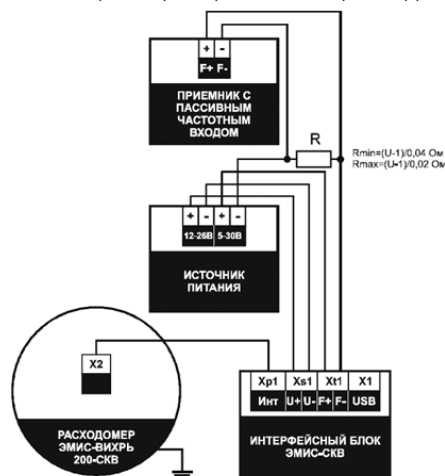 + -
F+ F-
ПРИЕМНИК С
ПАССИВНЫМ
ЧАСТОТНЫМ
ВХОДОМ
R
Rmin=(U-1)/0,04 Ом
Rmax=(U-1)/0,02 Ом
+ - + -
12-26В 5-30В
ИСТОЧНИК
ПИТАНИЯ
X2
Xp1 Xs1 Xt1 X1
Инт U+ U- F+ F- USB
РАСХОДОМЕР
ЭМИС-ВИХРЬ
200-СКВ
ИНТЕРФЕЙСНЫЙ БЛОК
ЭМИС-СКВ